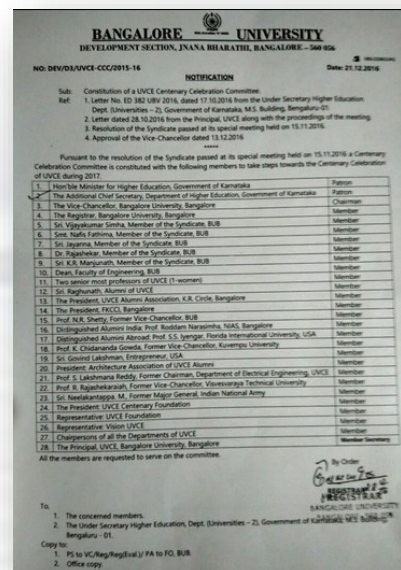 BANGALORE UNIVERSITY
DEVELOPMENT SECTION, JNANA BHARATHI, BANGALORE – 560 056
NO: DEV/D3/UVCE-CCC/2015-16 Date: 21.12.2016
NOTIFICATION
Sub: Constitution of a UVCE Centenary Celebration Committee.
Ref: 1. Letter No. ED 382 UBV 2016, dated 17.10.2016 from the Under Secretary Higher Education
Dept. (Universities – 2), Government of Karnataka, M.S. Building, Bengaluru-01.
2. Letter dated 28.10.2016 from the Principal, UVCE along with the proceedings of the meeting.
3. Resolution of the Syndicate passed at its special meeting held on 15.11.2016.
4. Approval of the Vice-Chancellor dated 13.12.2016
*****
Pursuant to the resolution of the Syndicate passed at its special meeting held on 15.11.2016 a Centenary
Celebration Committee is constituted with the following members to take steps towards the Centenary Celebration
of UVCE during 2017.
1. Hon'ble Minister for Higher Education, Government of Karnataka Patron
2. The Additional Chief Secretary, Department of Higher Education, Government of Karnataka Patron
3. The Vice-Chancellor, Bangalore University, Bangalore Chairman
4. The Registrar, Bangalore University, Bangalore Member
5. Sri. Vijayakumar Simha, Member of the Syndicate, BUB Member
6. Smt. Nafis Fathima, Member of the Syndicate, BUB Member
7. Sri. Jayanna, Member of the Syndicate, BUB Member
8. Dr. Rajashekar, Member of the Syndicate, BUB Member
9. Sri. K.R. Manjunath, Member of the Syndicate, BUB Member
10. Dean, Faculty of Engineering, BUB Member
11. Two senior most professors of UVCE (1-women) Member
12. Sri. Raghunath, Alumni of UVCE Member
13. The President, UVCE Alumni Association, K.R. Circle, Bangalore Member
14. The President, FKCCI, Bangalore Member
15. Prof. N.R. Shetty, Former Vice-Chancellor, BUB Member
16. Distinguished Alumini India: Prof. Roddam Narasimha, NIAS, Bangalore Member
17. Distinguished Alumini Abroad: Prof. S.S. Iyengar, Florida International University, USA Member
18. Prof. K. Chidananda Gowda, Former Vice-Chancellor, Kuvempu University Member
19. Sri. Govind Lakshman, Entrepreneur, USA Member
20. President: Architecture Association of UVCE Alumni Member
21. Prof. S. Lakshmana Reddy, Former Chairman, Department of Electrical Engineering, UVCE Member
22. Prof. R. Rajashekaraiah, Former Vice-Chancellor, Visvesvaraya Technical University Member
23. Sri. Neelakantappa. M., Former Major General, Indian National Army Member
24. The President: UVCE Centenary Foundation Member
25. Representative: UVCE Foundation Member
26. Representative: Vision UVCE Member
27. Chairpersons of all the Departments of UVCE Member
28. The Principal, UVCE, Bangalore University, Bangalore Member Secretary
All the members are requested to serve on the committee.
By Order
REGISTRAR
REGISTRAR
BANGALORE UNIVERSITY
To,
1. The concerned members.
2. The Under Secretary Higher Education, Dept. (Universities – 2), Government of Karnataka, M.S. Building,
Bengaluru - 01.
Copy to:
1. PS to VC/Reg/Reg(Eval.)/ PA to FO, BUB.
2. Office copy.